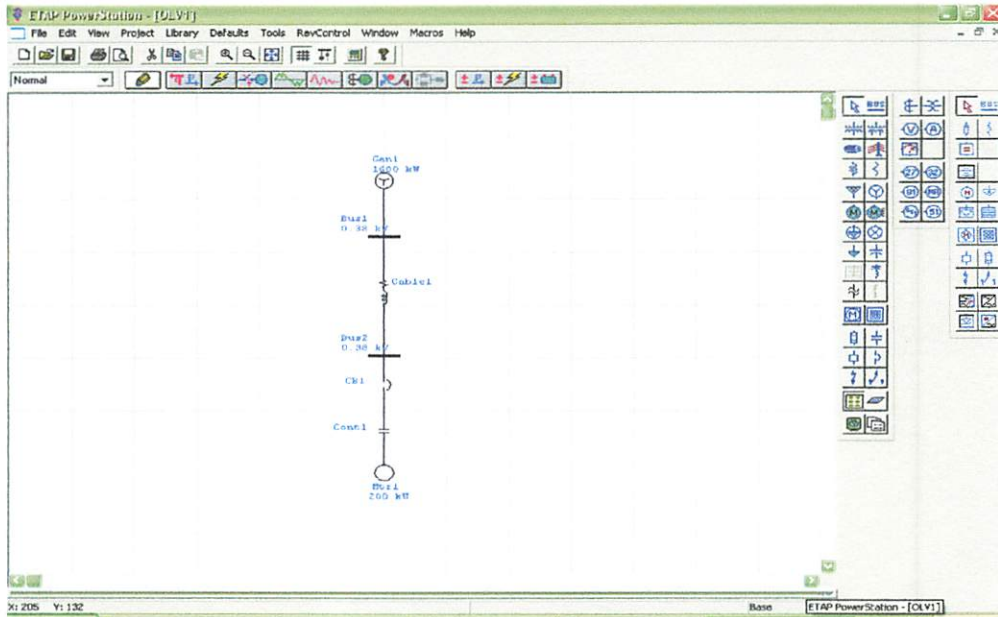 ETAP PowerStation - [OLV1]
File Edit View Project Library Defaults Tools RevControl Window Macros Help
Normal
Gen1
1600 kW
Bus1
0.38 kV
Cable1
Bus2
0.38 kV
CB1
Cont1
Mtr1
200 kW
X: 205 Y: 132
Base
ETAP PowerStation - [OLV1]